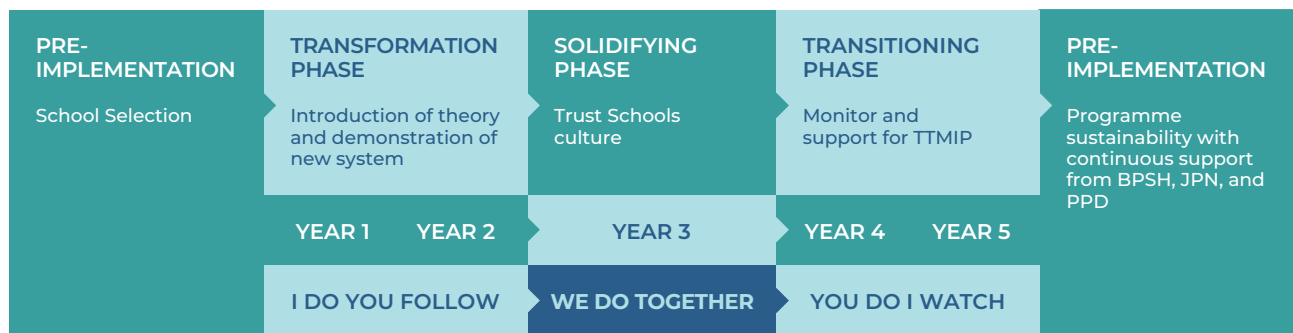 PRE-
IMPLEMENTATION
School Selection
TRANSFORMATION
PHASE
Introduction of theory
and demonstration of
new system
SOLIDIFYING
PHASE
Trust Schools
culture
TRANSITIONING
PHASE
Monitor and
support for TTMIP
PRE-
IMPLEMENTATION
Programme
sustainability with
continuous support
from BPSH, JPN, and
PPD
YEAR 1
YEAR 2
YEAR 3
YEAR 4
YEAR 5
I DO YOU FOLLOW
WE DO TOGETHER
YOU DO I WATCH